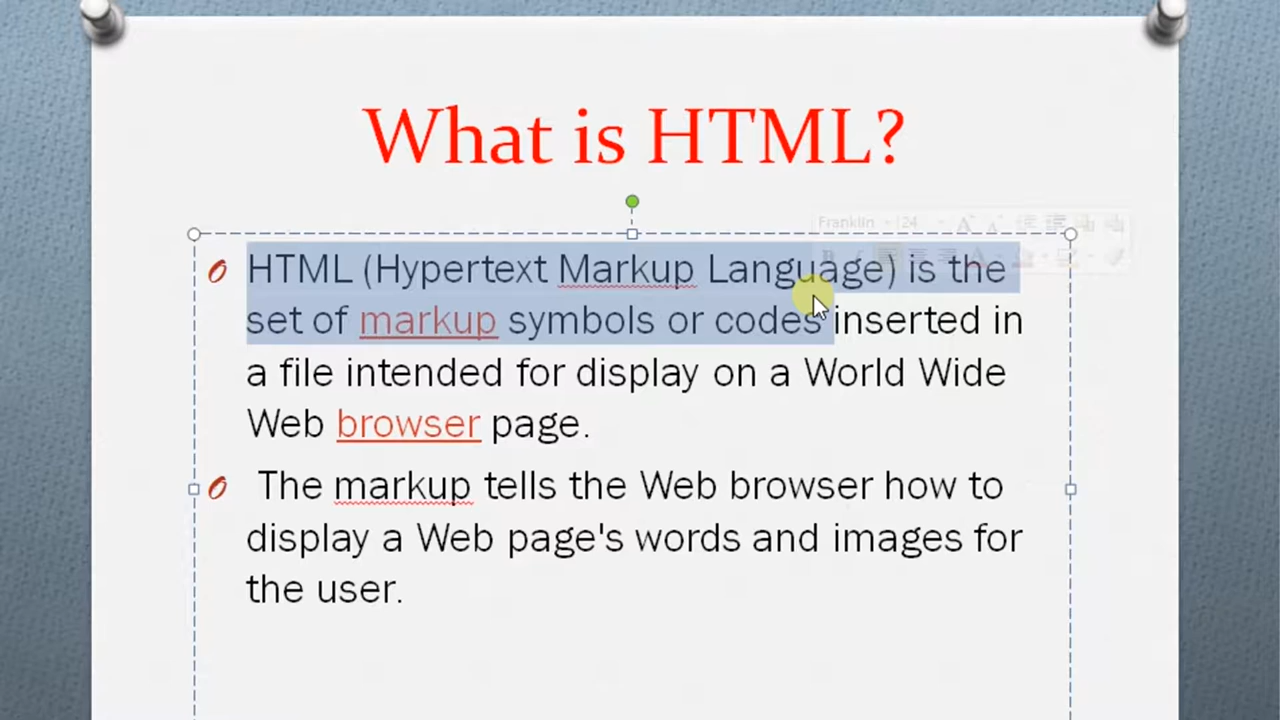 What is HTML?
Franklin 24
HTML (Hypertext Markup Language) is the
set of markup symbols or codes inserted in
a file intended for display on a World Wide
Web browser page.
The markup tells the Web browser how to
display a Web page's words and images for
the user.